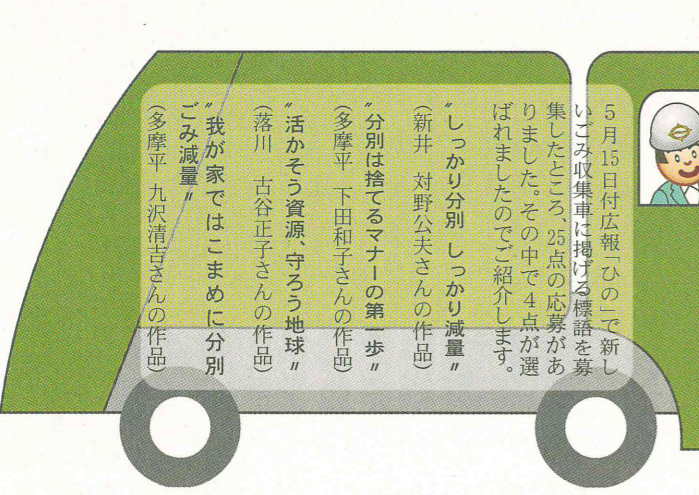 5月15日付広報「ひの」で新し
いごみ収集車に掲げる標語を募
集したところ、25点の応募があ
りました。その中で4点が選
ばれましたのでご紹介します。
〝しっかり分別 しっかり減量〟
(新井 対野公夫さんの作品)
〝分別は捨てるマナーの第一歩〟
(多摩平 下田和子さんの作品)
〝活かそう資源、守ろう地球〟
(落川 古谷正子さんの作品)
〝我が家ではこまめに分別
ごみ減量〟
(多摩平 九沢清吉さんの作品)